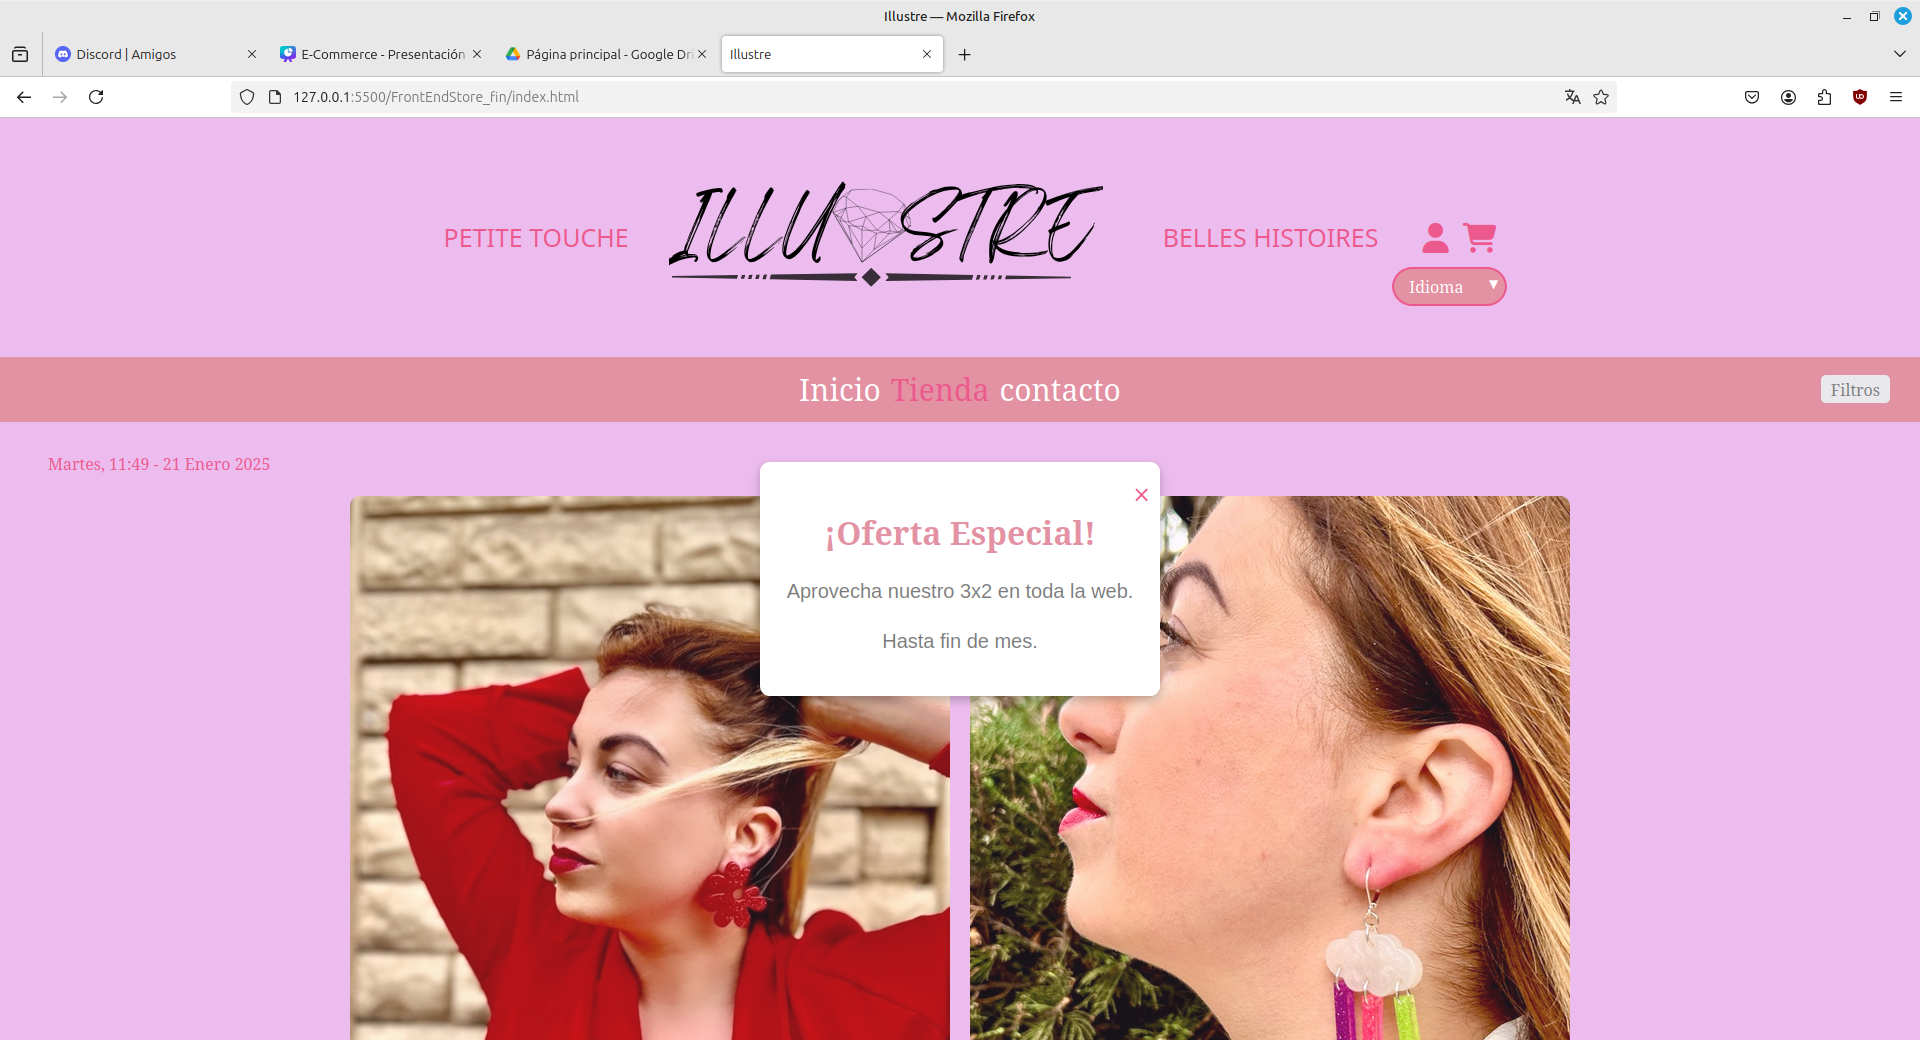 Illustre — Mozilla Firefox
Discord | Amigos
E-Commerce - Presentación
Página principal - Google Dri
Illustre
127.0.0.1:5500/FrontEndStore_fin/index.html
PETITE TOUCHE
ILLUSTRE
BELLES HISTOIRES
Idioma
Inicio Tienda contacto
Filtros
Martes, 11:49 - 21 Enero 2025
¡Oferta Especial!
Aprovecha nuestro 3x2 en toda la web.
Hasta fin de mes.